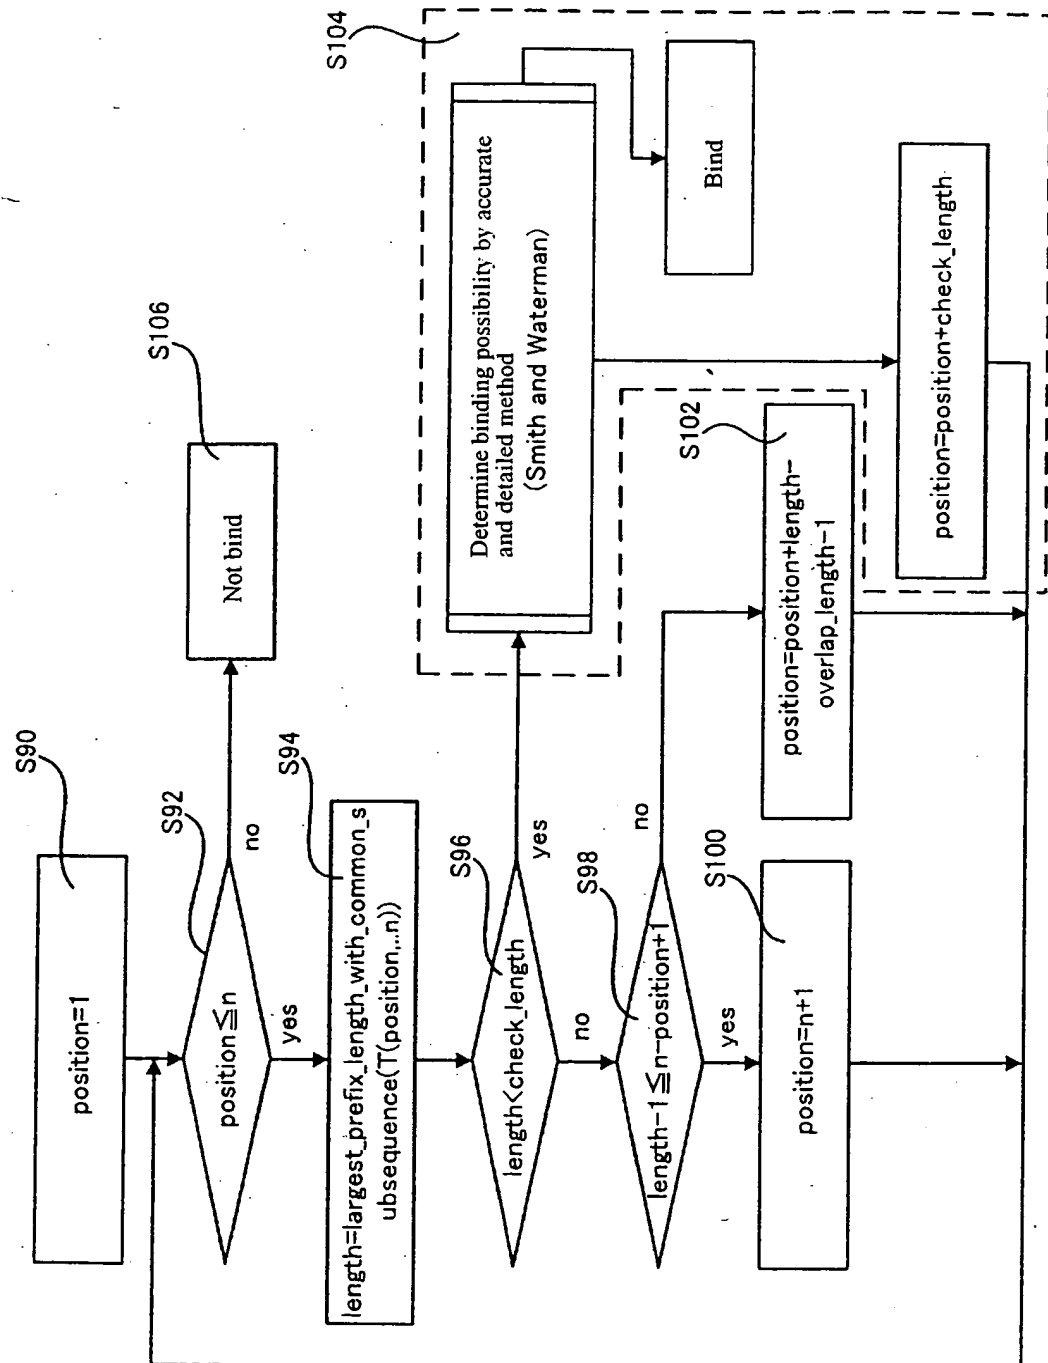 S90
position=1
S92
position≦n
no
yes
S106
Not bind
S94
length=largest_prefix_length_with_common_s
ubsequence(T(position,..n))
S96
length<check_length
yes
no
S104
Determine binding possibility by accurate
and detailed method
(Smith and Waterman)
Bind
S98
length-1≦n-position+1
no
yes
S100
position=n+1
S102
position=position+length-
overlap_length-1
position=position+check_length